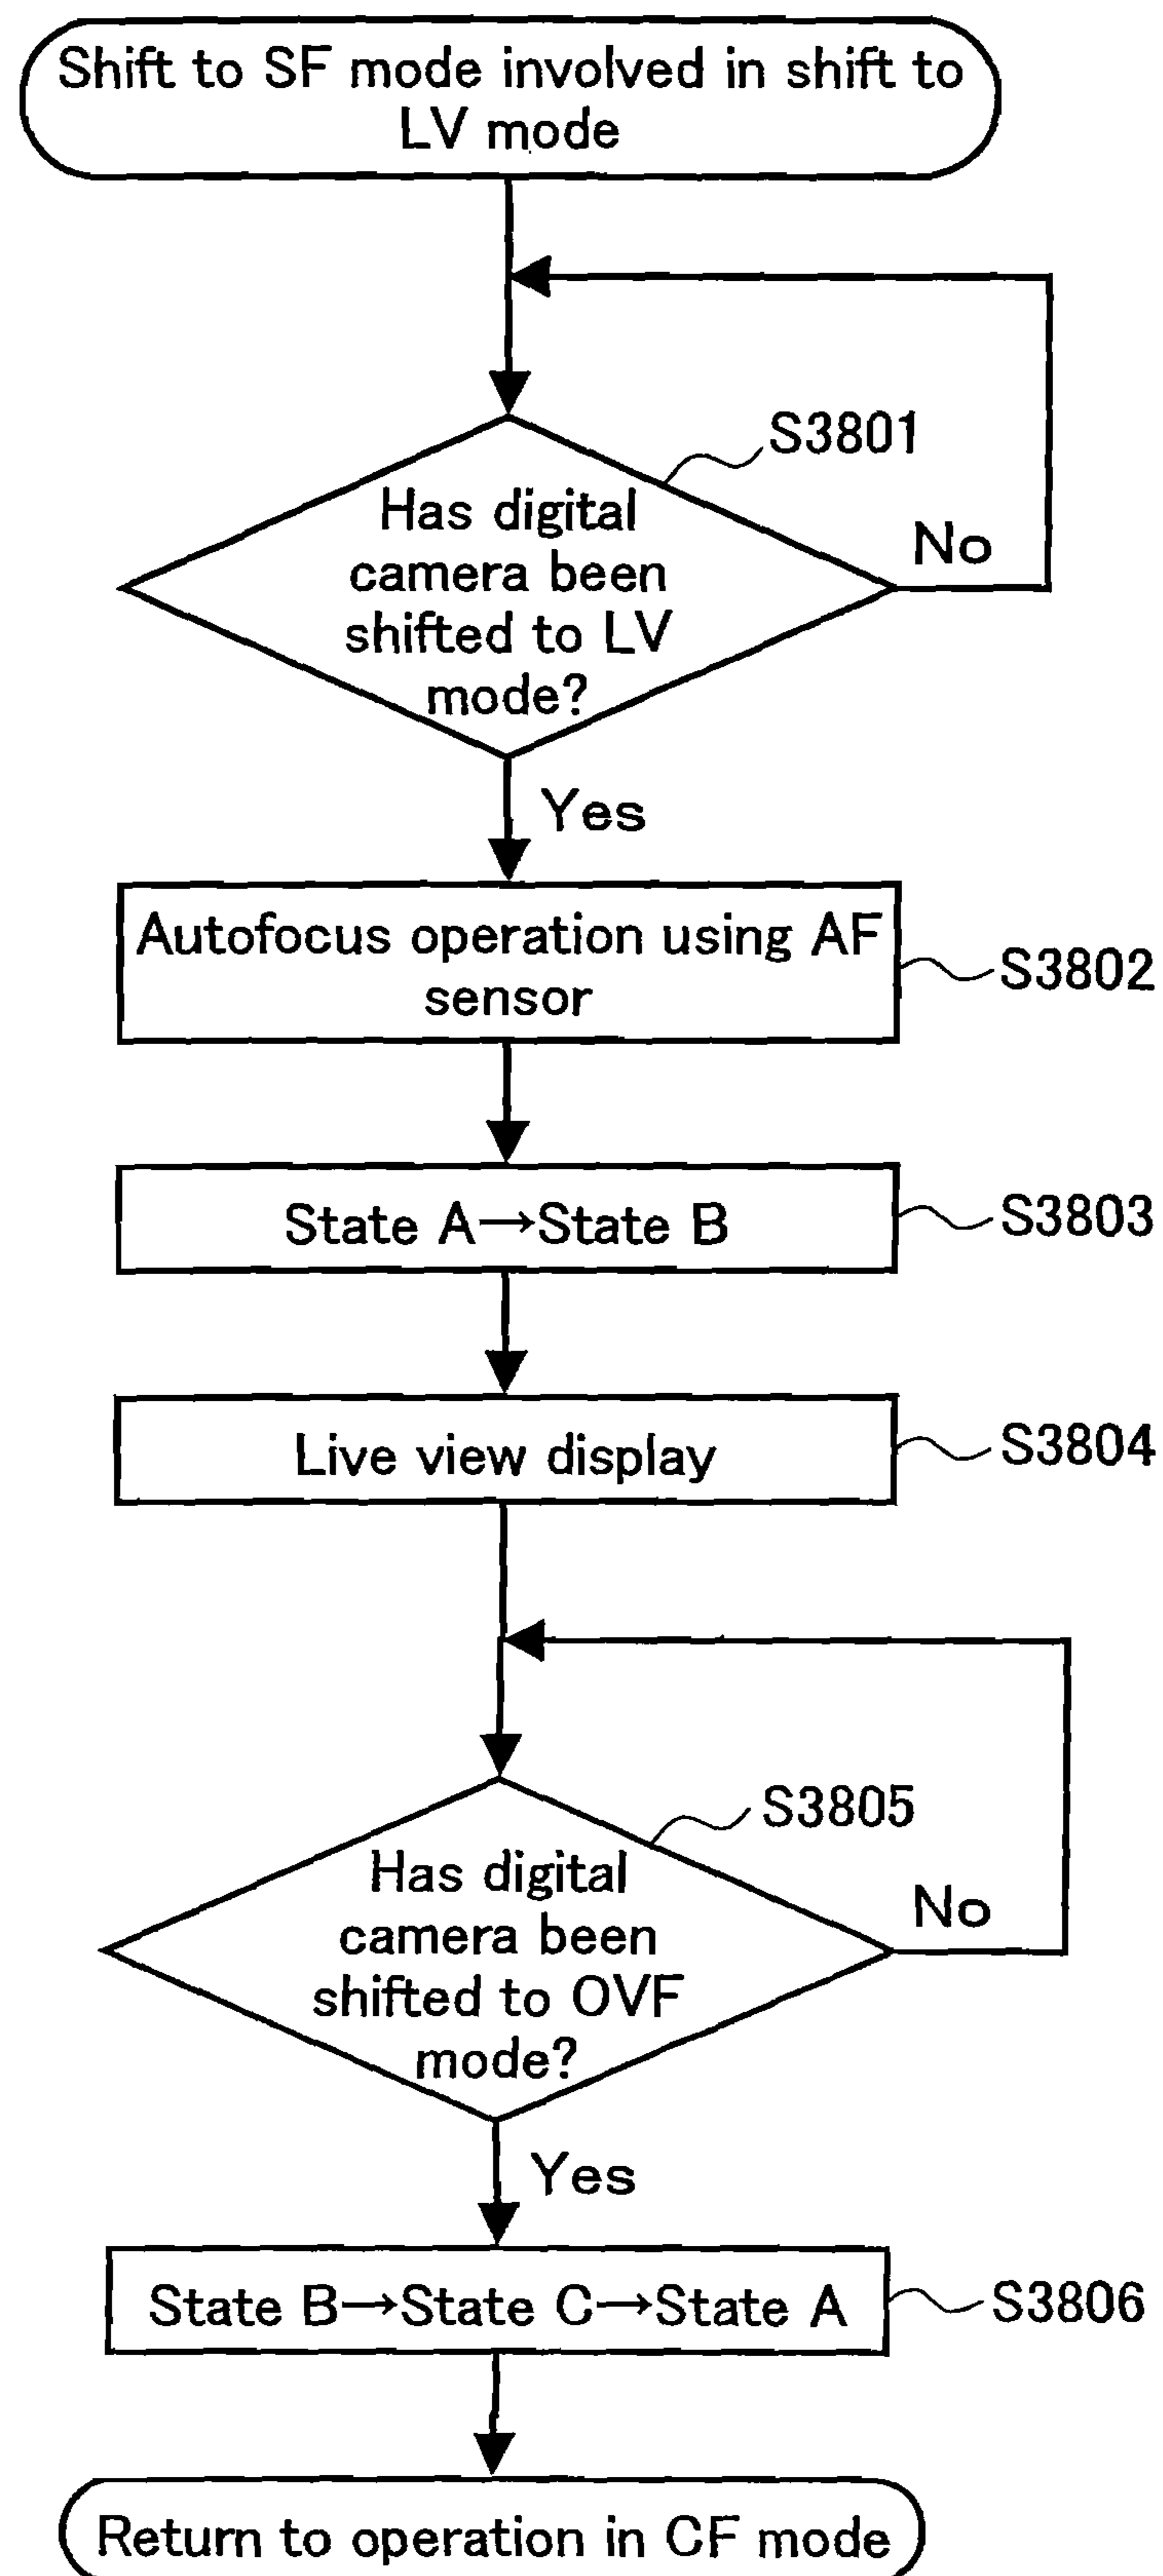 Shift to SF mode involved in shift to
LV mode
S3801
Has digital
camera been
shifted to LV
mode?
No
Yes
Autofocus operation using AF
sensor
S3802
State A→State B
S3803
Live view display
S3804
S3805
Has digital
camera been
shifted to OVF
mode?
No
Yes
State B→State C→State A
S3806
Return to operation in CF mode